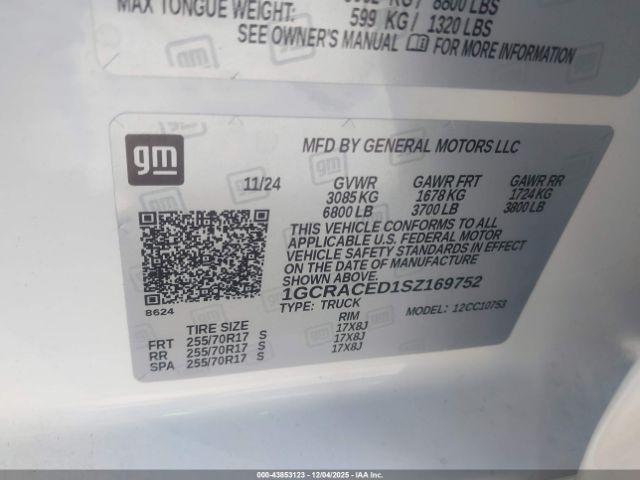 8800 LBS
MAX TONGUE WEIGHT: 599 KG/ 1320 LBS
SEE OWNER'S MANUAL FOR MORE INFORMATION
gm
MFD BY GENERAL MOTORS LLC
11/24 GVWR GAWR FRT GAWR RR
3085 KG 1678 KG 1724 KG
6800 LB 3700 LB 3800 LB
THIS VEHICLE CONFORMS TO ALL
APPLICABLE U.S. FEDERAL MOTOR
VEHICLE SAFETY STANDARDS IN EFFECT
ON THE DATE OF MANUFACTURE
SHOWN ABOVE.
1GCRACED1SZ169752
TYPE: TRUCK MODEL: 12CC10753
8624
TIRE SIZE RIM
FRT 255/70R17 S 17X8J
RR 255/70R17 S 17X8J
SPA 255/70R17 S 17X8J
000-43853123 - 12/04/2025 - IAAI.COM